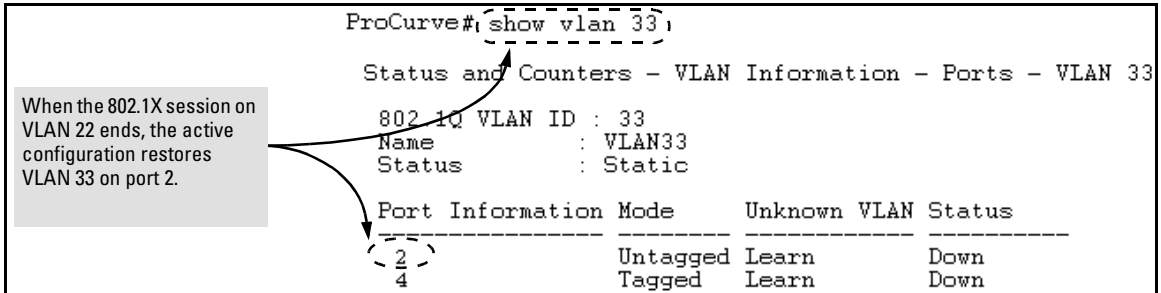 ProCurve# show vlan 33
Status and Counters - VLAN Information - Ports - VLAN 33
When the 802.1X session on
VLAN 22 ends, the active
configuration restores
VLAN 33 on port 2.
802.1Q VLAN ID : 33
Name : VLAN33
Status : Static
Port Information Mode Unknown VLAN Status
---------------- -------- ------------ ----------
2 Untagged Learn Down
4 Tagged Learn Down